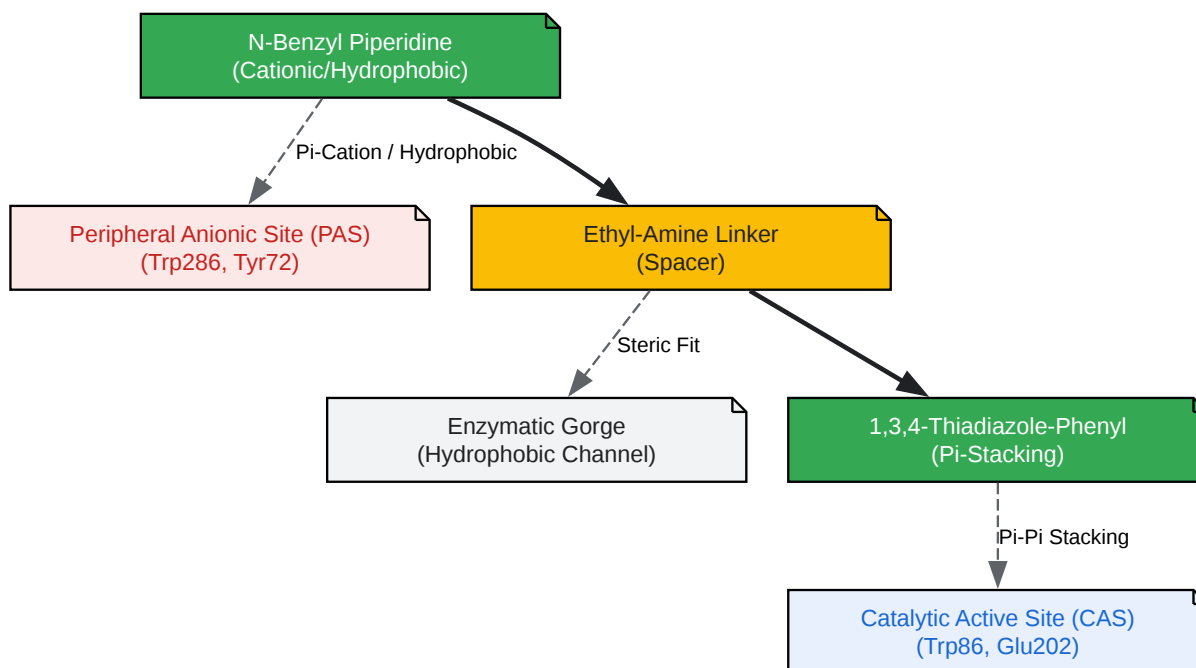 N-Benzyl Piperidine
(Cationic/Hydrophobic)
Pi-Cation / Hydrophobic
Peripheral Anionic Site (PAS)
(Trp286, Tyr72)
Ethyl-Amine Linker
(Spacer)
Steric Fit
Enzymatic Gorge
(Hydrophobic Channel)
1,3,4-Thiadiazole-Phenyl
(Pi-Stacking)
Pi-Pi Stacking
Catalytic Active Site (CAS)
(Trp86, Glu202)